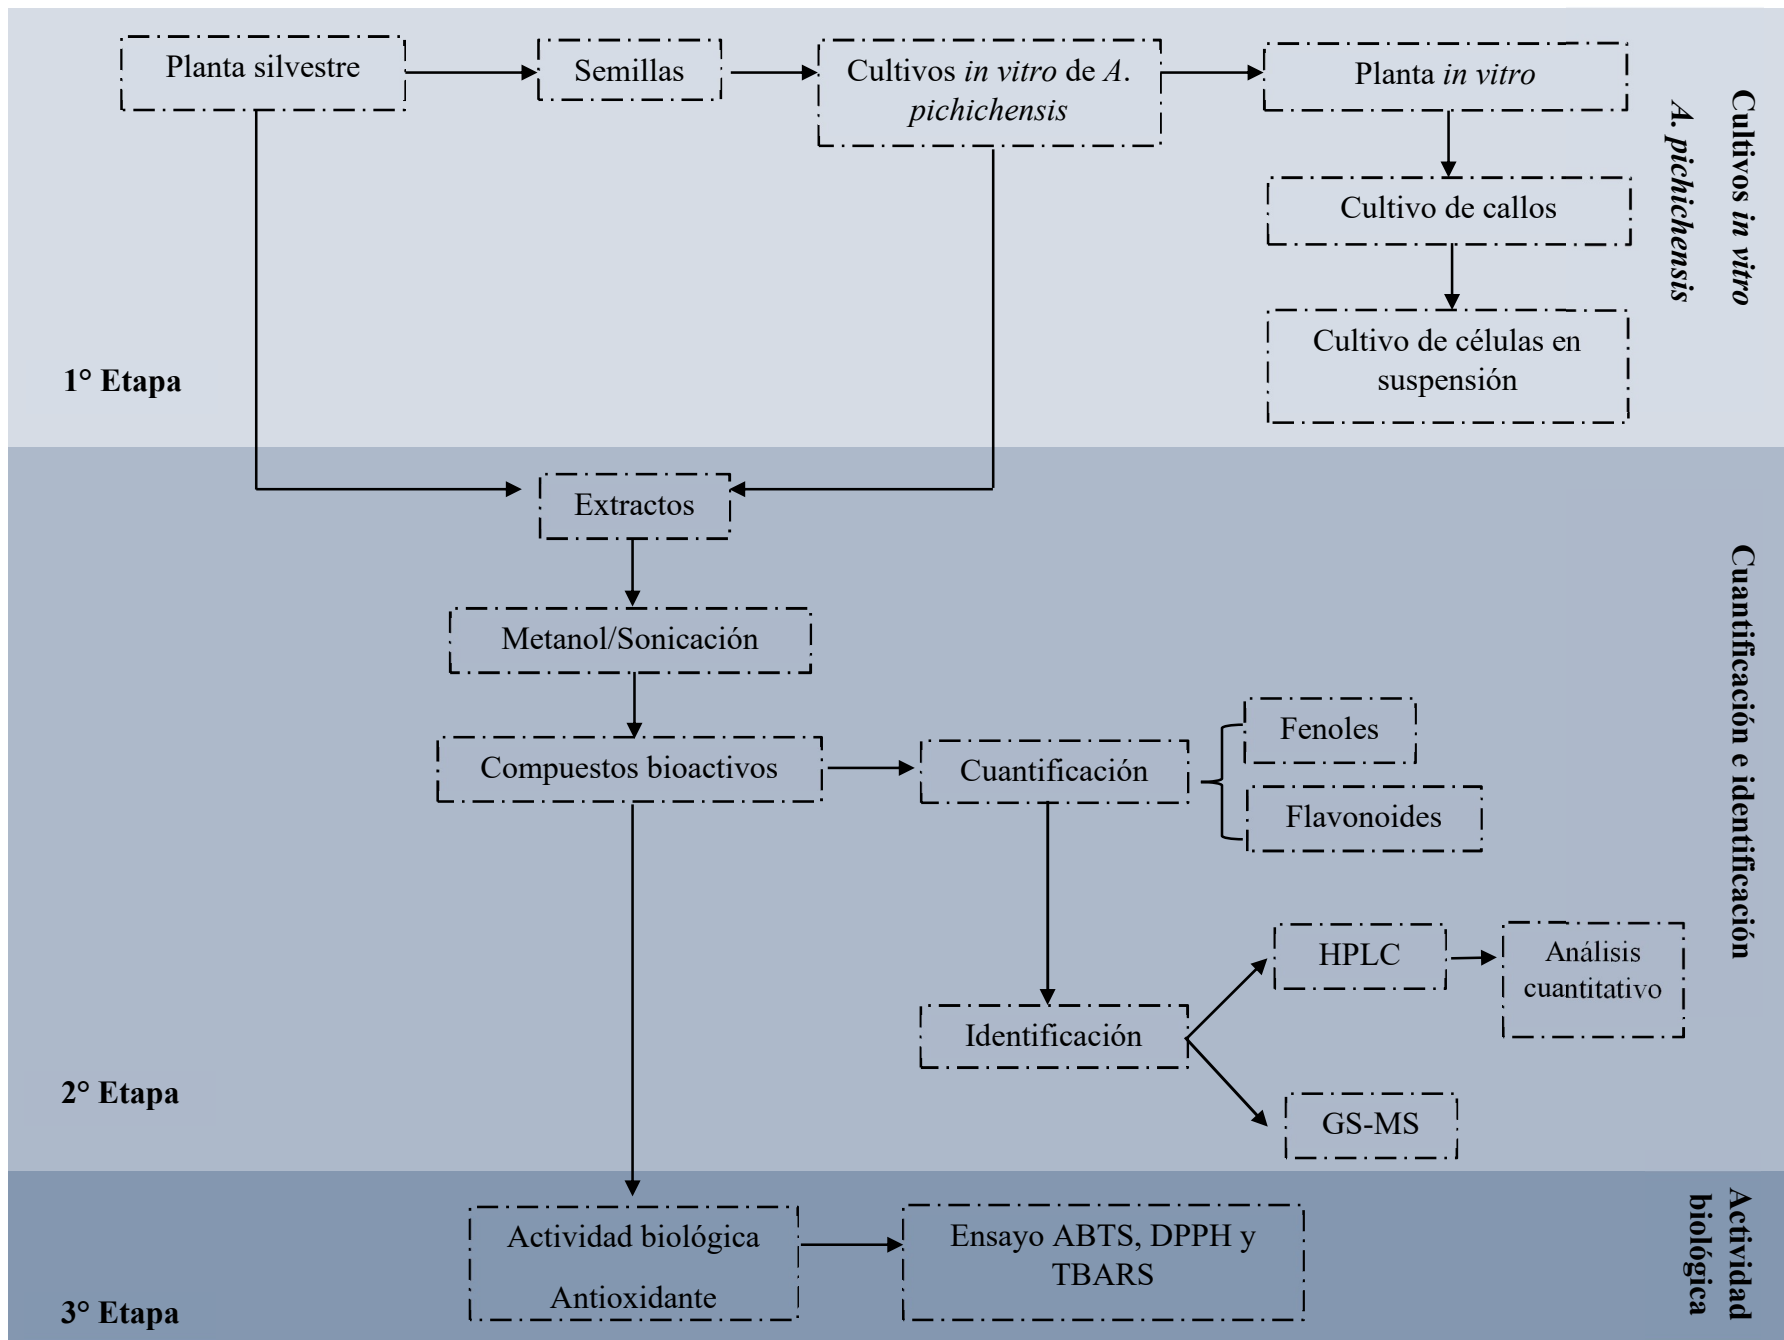 Planta silvestre
Semillas
Cultivos in vitro de A.
pichichensis
Planta in vitro
Cultivo de callos
Cultivo de células en
suspensión
Cultivos in vitro
A. pichichensis
1° Etapa
Extractos
Metanol/Sonicación
Compuestos bioactivos
Cuantificación
Fenoles
Flavonoides
Identificación
HPLC
Análisis
cuantitativo
GS-MS
Cuantificación e identificación
2° Etapa
Actividad biológica
Antioxidante
Ensayo ABTS, DPPH y
TBARS
Actividad
biológica
3° Etapa